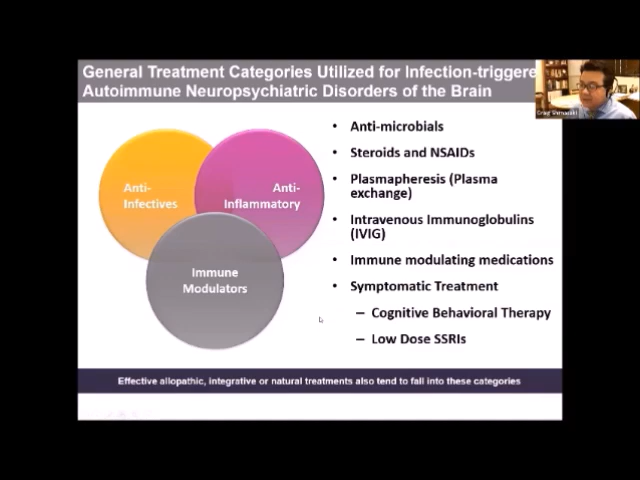 General Treatment Categories Utilized for Infection-triggere
Autoimmune Neuropsychiatric Disorders of the Brain
Anti-
Infectives
Anti-
Inflammatory
Immune
Modulators
• Anti-microbials
• Steroids and NSAIDs
• Plasmapheresis (Plasma
exchange)
• Intravenous Immunoglobulins
(IVIG)
• Immune modulating medications
• Symptomatic Treatment
– Cognitive Behavioral Therapy
– Low Dose SSRIs
Effective allopathic, integrative or natural treatments also tend to fall into these categories
Craig